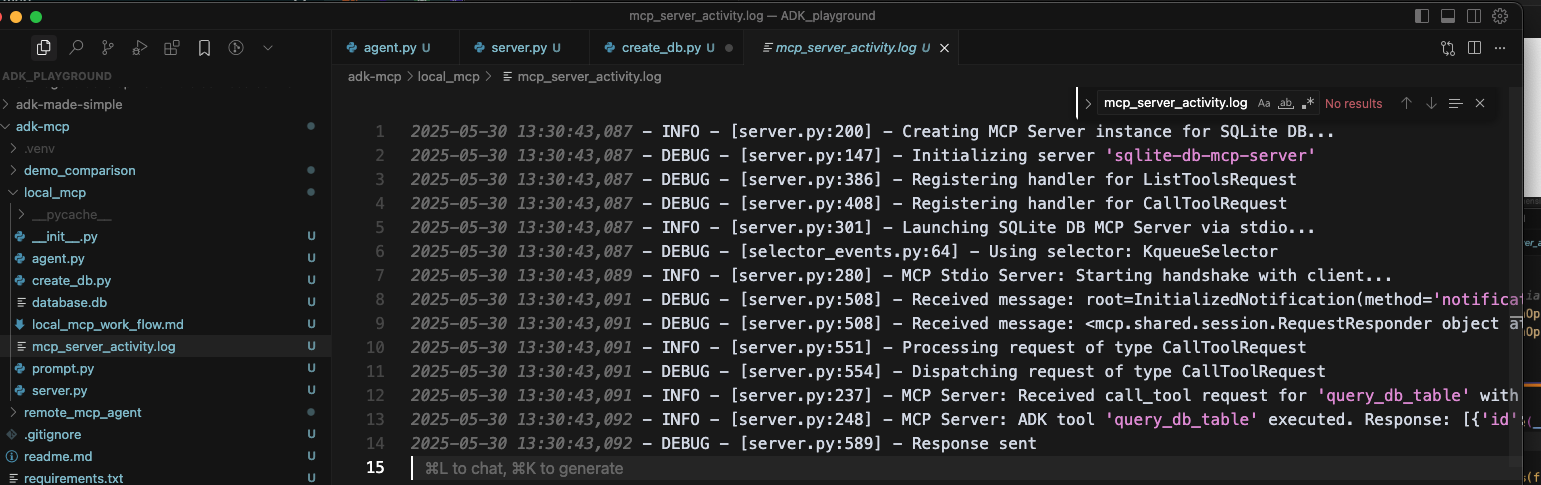 mcp_server_activity.log — ADK_playground
ADK_PLAYGROUND
adk-made-simple
adk-mcp
.venv
demo_comparison
local_mcp
__pycache__
__init__.py U
agent.py U
create_db.py U
database.db U
local_mcp_work_flow.md U
mcp_server_activity.log U
prompt.py U
server.py U
remote_mcp_agent
.gitignore U
readme.md U
requirements.txt U
agent.py U server.py U create_db.py U mcp_server_activity.log U
adk-mcp > local_mcp > mcp_server_activity.log
mcp_server_activity.log Aa ab .* No results
1 2025-05-30 13:30:43,087 - INFO - [server.py:200] - Creating MCP Server instance for SQLite DB...
2 2025-05-30 13:30:43,087 - DEBUG - [server.py:147] - Initializing server 'sqlite-db-mcp-server'
3 2025-05-30 13:30:43,087 - DEBUG - [server.py:386] - Registering handler for ListToolsRequest
4 2025-05-30 13:30:43,087 - DEBUG - [server.py:408] - Registering handler for CallToolRequest
5 2025-05-30 13:30:43,087 - INFO - [server.py:301] - Launching SQLite DB MCP Server via stdio...
6 2025-05-30 13:30:43,087 - DEBUG - [selector_events.py:64] - Using selector: KqueueSelector
7 2025-05-30 13:30:43,089 - INFO - [server.py:280] - MCP Stdio Server: Starting handshake with client...
8 2025-05-30 13:30:43,091 - DEBUG - [server.py:508] - Received message: root=InitializedNotification(method='notificat
9 2025-05-30 13:30:43,091 - DEBUG - [server.py:508] - Received message: <mcp.shared.session.RequestResponder object at
10 2025-05-30 13:30:43,091 - INFO - [server.py:551] - Processing request of type CallToolRequest
11 2025-05-30 13:30:43,091 - DEBUG - [server.py:554] - Dispatching request of type CallToolRequest
12 2025-05-30 13:30:43,091 - INFO - [server.py:237] - MCP Server: Received call_tool request for 'query_db_table' with
13 2025-05-30 13:30:43,092 - INFO - [server.py:248] - MCP Server: ADK tool 'query_db_table' executed. Response: [{'id':
14 2025-05-30 13:30:43,092 - DEBUG - [server.py:589] - Response sent
15 ⌘L to chat, ⌘K to generate